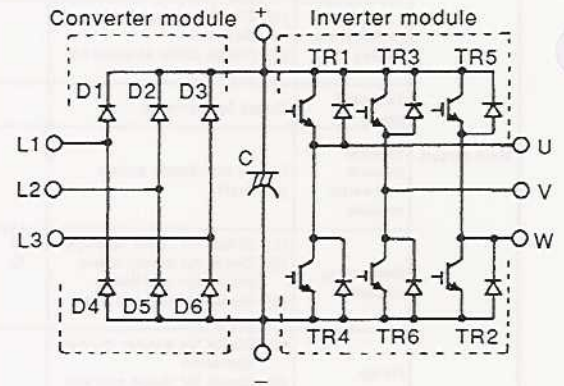 Converter module + Inverter module
TR1 TR3 TR5
D1 D2 D3
L1 U
C
L2 V
L3 W
D4 D5 D6
TR4 TR6 TR2
−